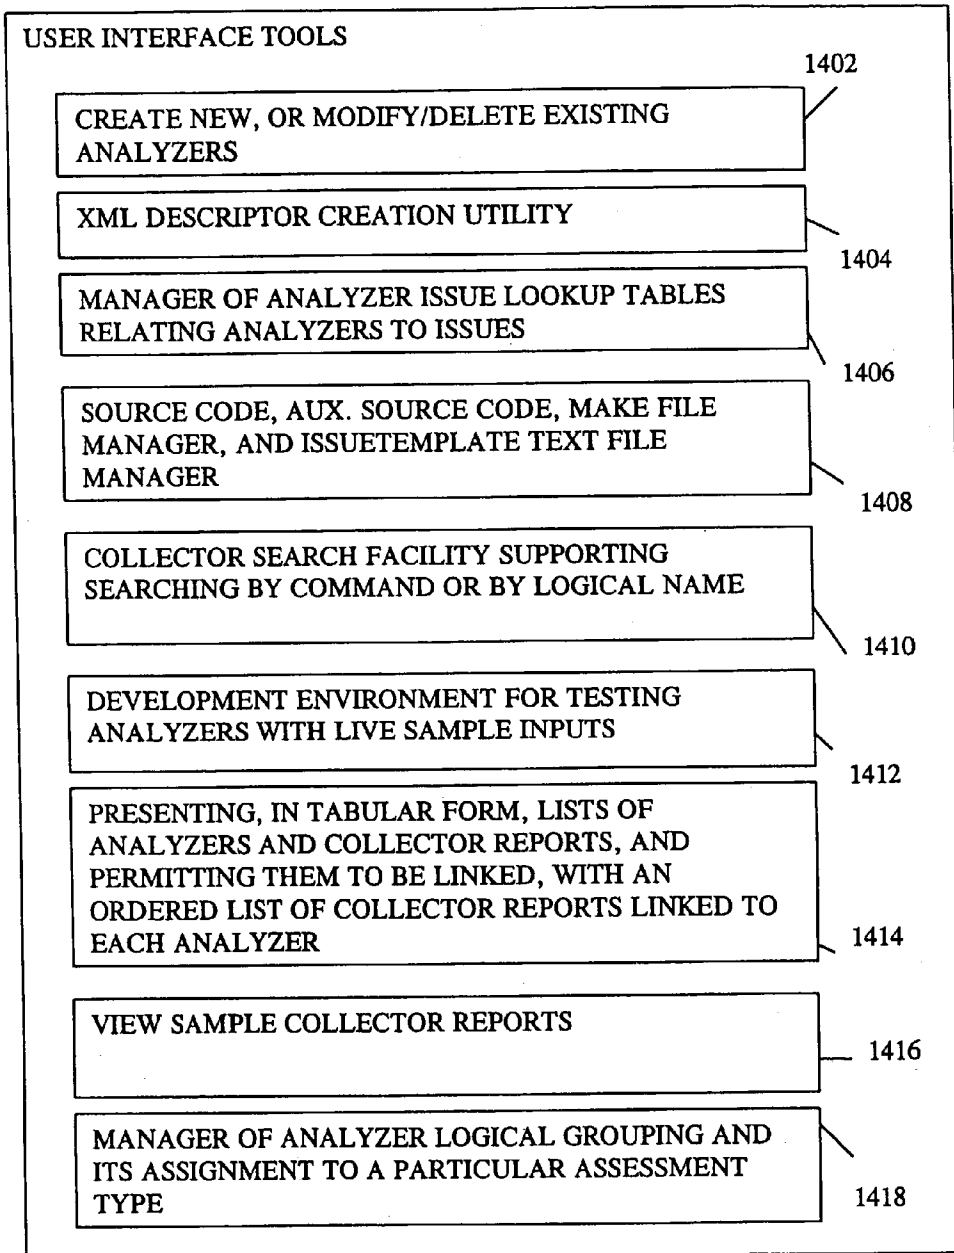 USER INTERFACE TOOLS
1402
CREATE NEW, OR MODIFY/DELETE EXISTING
ANALYZERS
XML DESCRIPTOR CREATION UTILITY
1404
MANAGER OF ANALYZER ISSUE LOOKUP TABLES
RELATING ANALYZERS TO ISSUES
1406
SOURCE CODE, AUX. SOURCE CODE, MAKE FILE
MANAGER, AND ISSUETEMPLATE TEXT FILE
MANAGER
1408
COLLECTOR SEARCH FACILITY SUPPORTING
SEARCHING BY COMMAND OR BY LOGICAL NAME
1410
DEVELOPMENT ENVIRONMENT FOR TESTING
ANALYZERS WITH LIVE SAMPLE INPUTS
1412
PRESENTING, IN TABULAR FORM, LISTS OF
ANALYZERS AND COLLECTOR REPORTS, AND
PERMITTING THEM TO BE LINKED, WITH AN
ORDERED LIST OF COLLECTOR REPORTS LINKED TO
EACH ANALYZER
1414
VIEW SAMPLE COLLECTOR REPORTS
1416
MANAGER OF ANALYZER LOGICAL GROUPING AND
ITS ASSIGNMENT TO A PARTICULAR ASSESSMENT
TYPE
1418